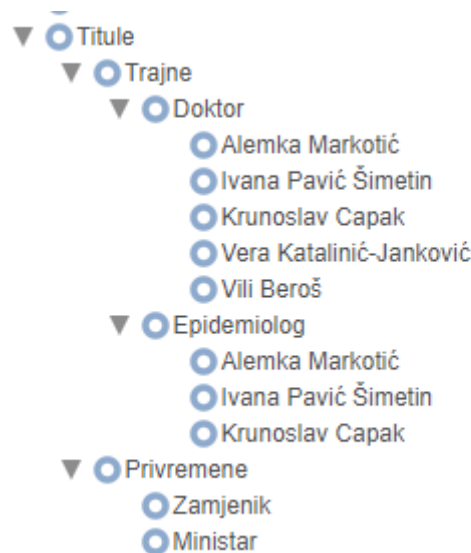 Titule
Trajne
Doktor
Alemka Markotić
Ivana Pavić Šimetin
Krunoslav Capak
Vera Katalinić-Janković
Vili Beroš
Epidemiolog
Alemka Markotić
Ivana Pavić Šimetin
Krunoslav Capak
Privremene
Zamjenik
Ministar